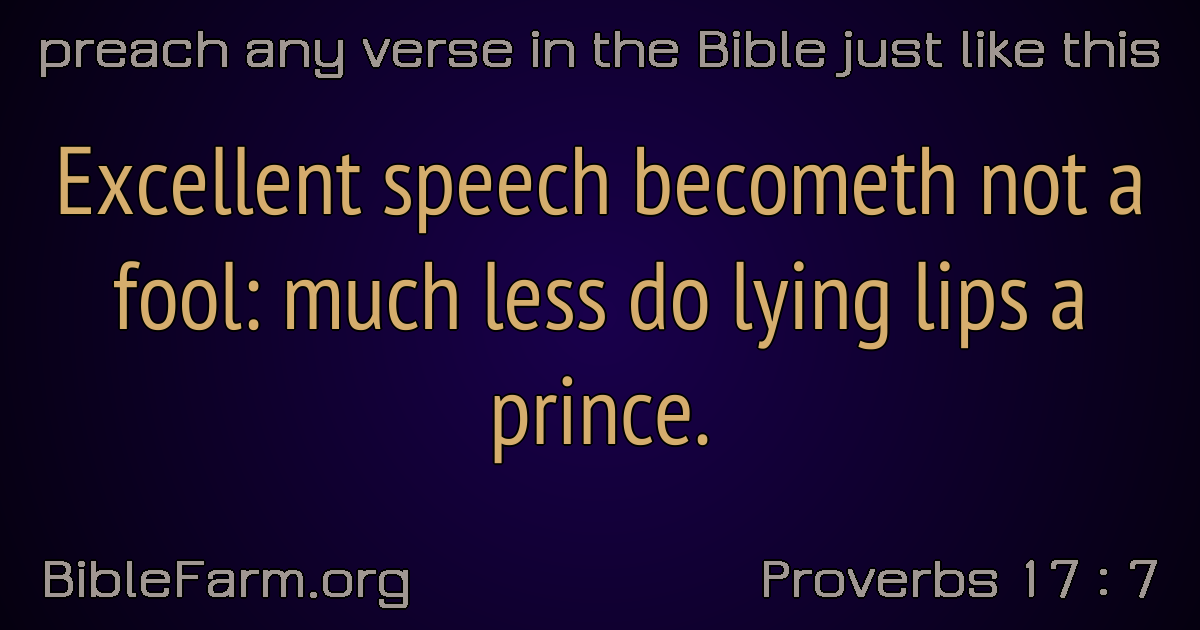 preach any verse in the Bible just like this
Excellent speech becometh not a
fool: much less do lying lips a
prince.
BibleFarm.org
Proverbs 17 : 7